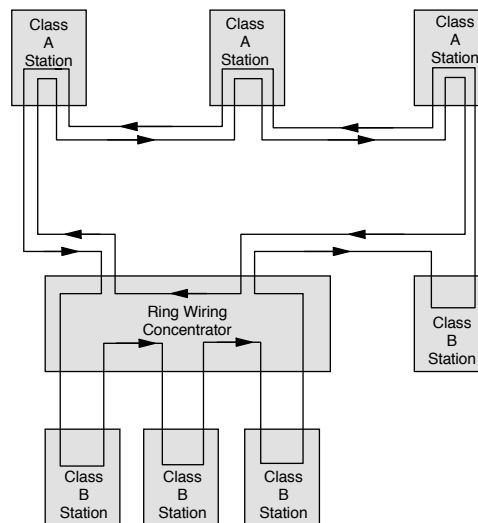 Class
A
Station
Class
A
Station
Class
A
Station
Ring Wiring
Concentrator
Class
B
Station
Class
B
Station
Class
B
Station
Class
B
Station